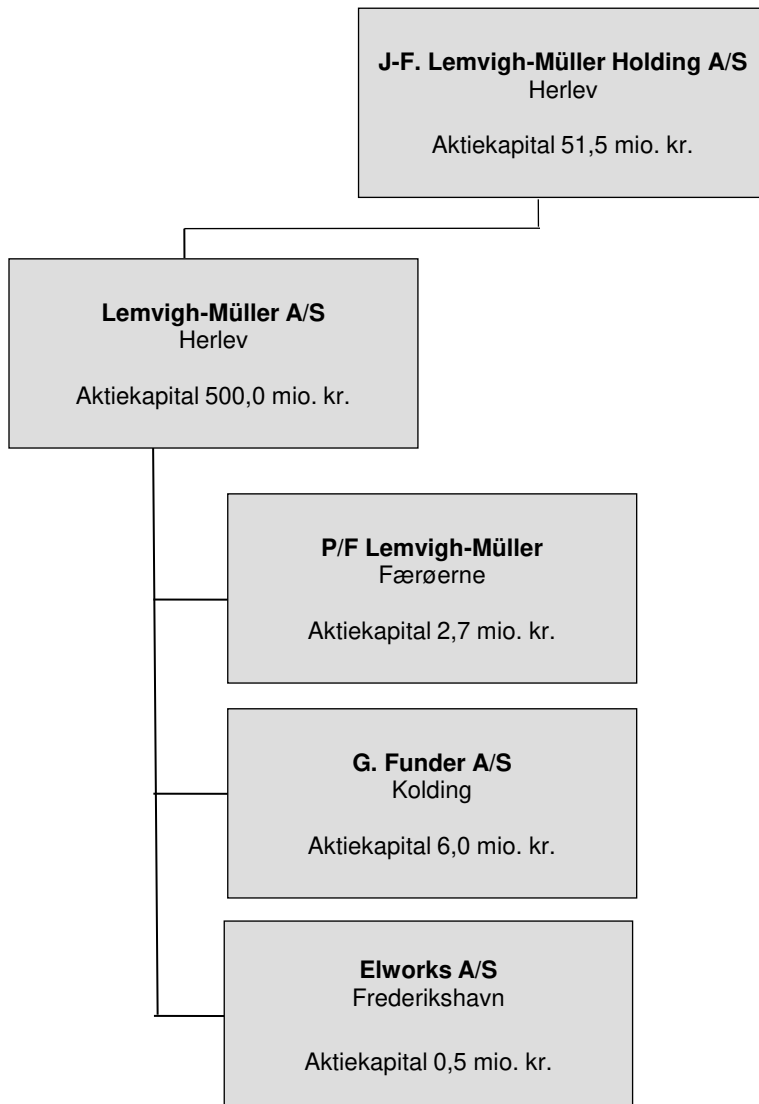 J-F. Lemvigh-Müller Holding A/S
Herlev
Aktiekapital 51,5 mio. kr.
Lemvigh-Müller A/S
Herlev
Aktiekapital 500,0 mio. kr.
P/F Lemvigh-Müller
Færøerne
Aktiekapital 2,7 mio. kr.
G. Funder A/S
Kolding
Aktiekapital 6,0 mio. kr.
Elworks A/S
Frederikshavn
Aktiekapital 0,5 mio. kr.